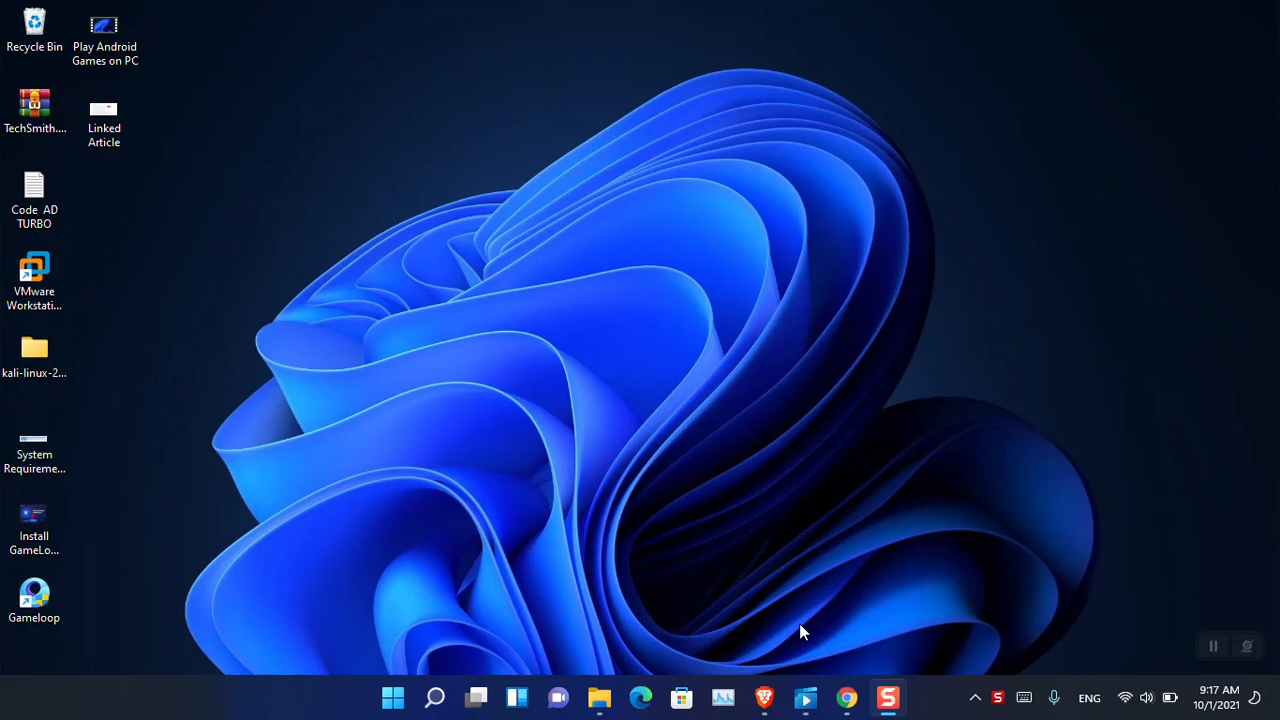 Recycle Bin
Play Android
Games on PC
TechSmith....
Linked
Article
Code AD
TURBO
VMware
Workstati...
kali-linux-2...
System
Requireme...
Install
GameLo...
Gameloop
S
S
ENG
9:17 AM
10/1/2021